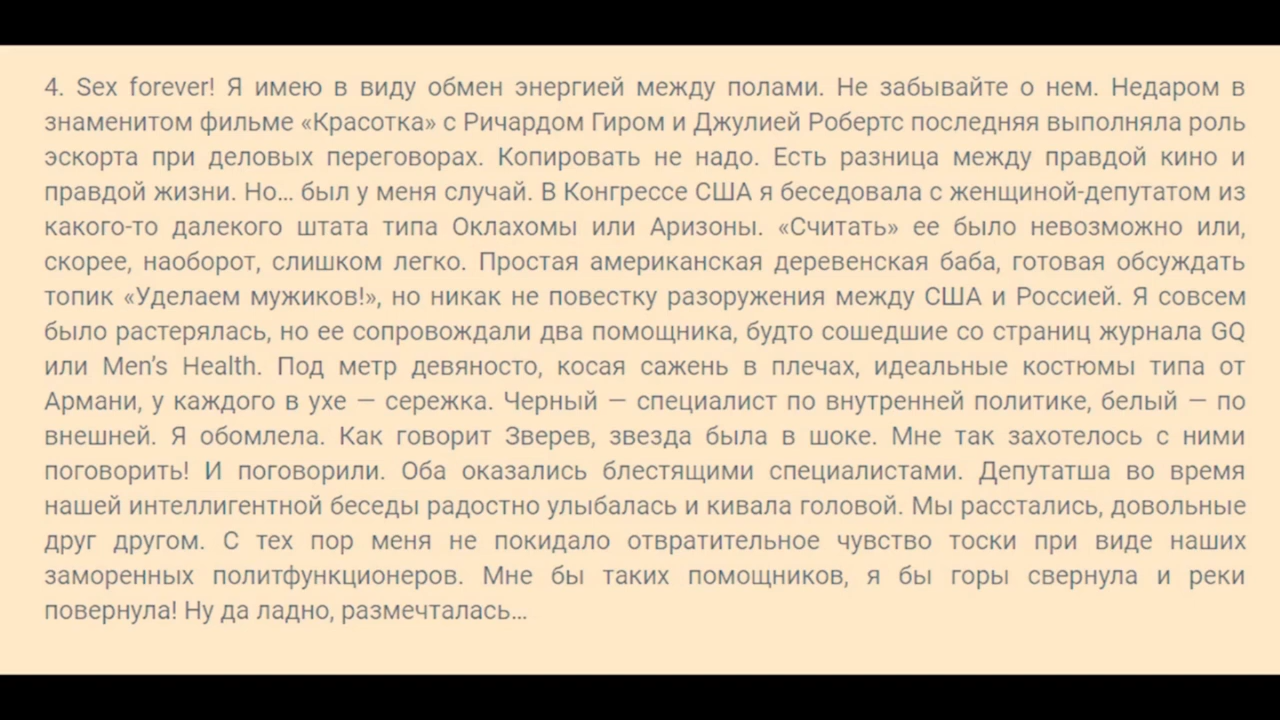 4. Sex forever! Я имею в виду обмен энергией между полами. Не забывайте о нем. Недаром в
знаменитом фильме «Красотка» с Ричардом Гиром и Джулией Робертс последняя выполняла роль
эскорта при деловых переговорах. Копировать не надо. Есть разница между правдой кино и
правдой жизни. Но... был у меня случай. В Конгрессе США я беседовала с женщиной-депутатом из
какого-то далекого штата типа Оклахомы или Аризоны. «Считать» ее было невозможно или,
скорее, наоборот, слишком легко. Простая американская деревенская баба, готовая обсуждать
топик «Уделаем мужиков!», но никак не повестку разоружения между США и Россией. Я совсем
было растерялась, но ее сопровождали два помощника, будто сошедшие со страниц журнала GQ
или Men’s Health. Под метр девяносто, косая сажень в плечах, идеальные костюмы типа от
Армани, у каждого в ухе — сережка. Черный — специалист по внутренней политике, белый — по
внешней. Я обомлела. Как говорит Зверев, звезда была в шоке. Мне так захотелось с ними
поговорить! И поговорили. Оба оказались блестящими специалистами. Депутатша во время
нашей интеллигентной беседы радостно улыбалась и кивала головой. Мы расстались, довольные
друг другом. С тех пор меня не покидало отвратительное чувство тоски при виде наших
заморенных политфункционеров. Мне бы таких помощников, я бы горы свернула и реки
повернула! Ну да ладно, размечталась...